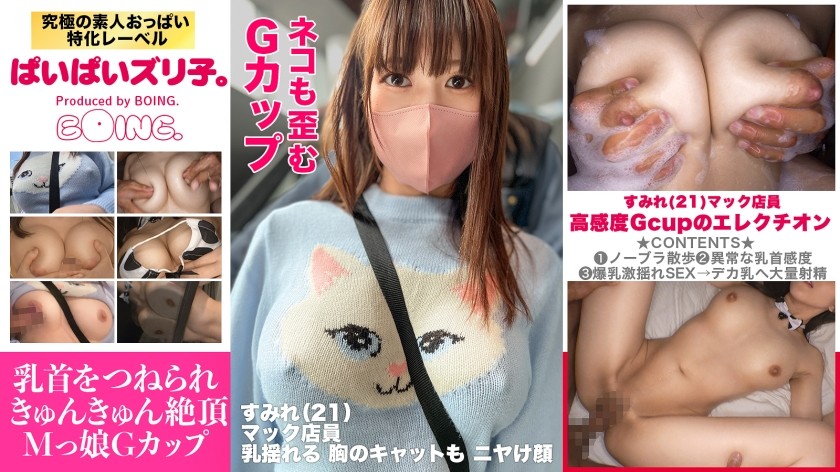 究極の素人おっぱい
特化レーベル
ぱいぱいズリ子。
Produced by BOING.
BOING.
乳首をつねられ
きゅんきゅん絶頂
Mっ娘Gカップ
ネコも歪む
Gカップ
すみれ(21)
マック店員
乳揺れる 胸のキャットも ニヤけ顔
すみれ(21)マック店員
高感度Gcupのエレクチオン
★CONTENTS★
❶ノーブラ散歩❷異常な乳首感度
❸爆乳激揺れSEX→デカ乳へ大量射精